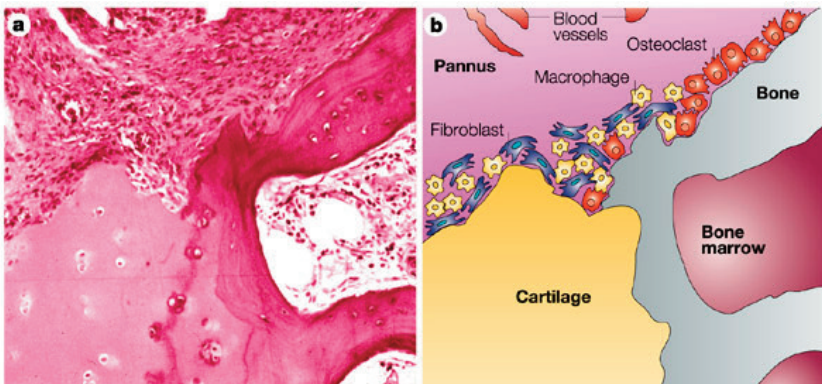 a
b
Blood
vessels
Osteoclast
Pannus
Macrophage
Bone
Fibroblast
Bone
marrow
Cartilage